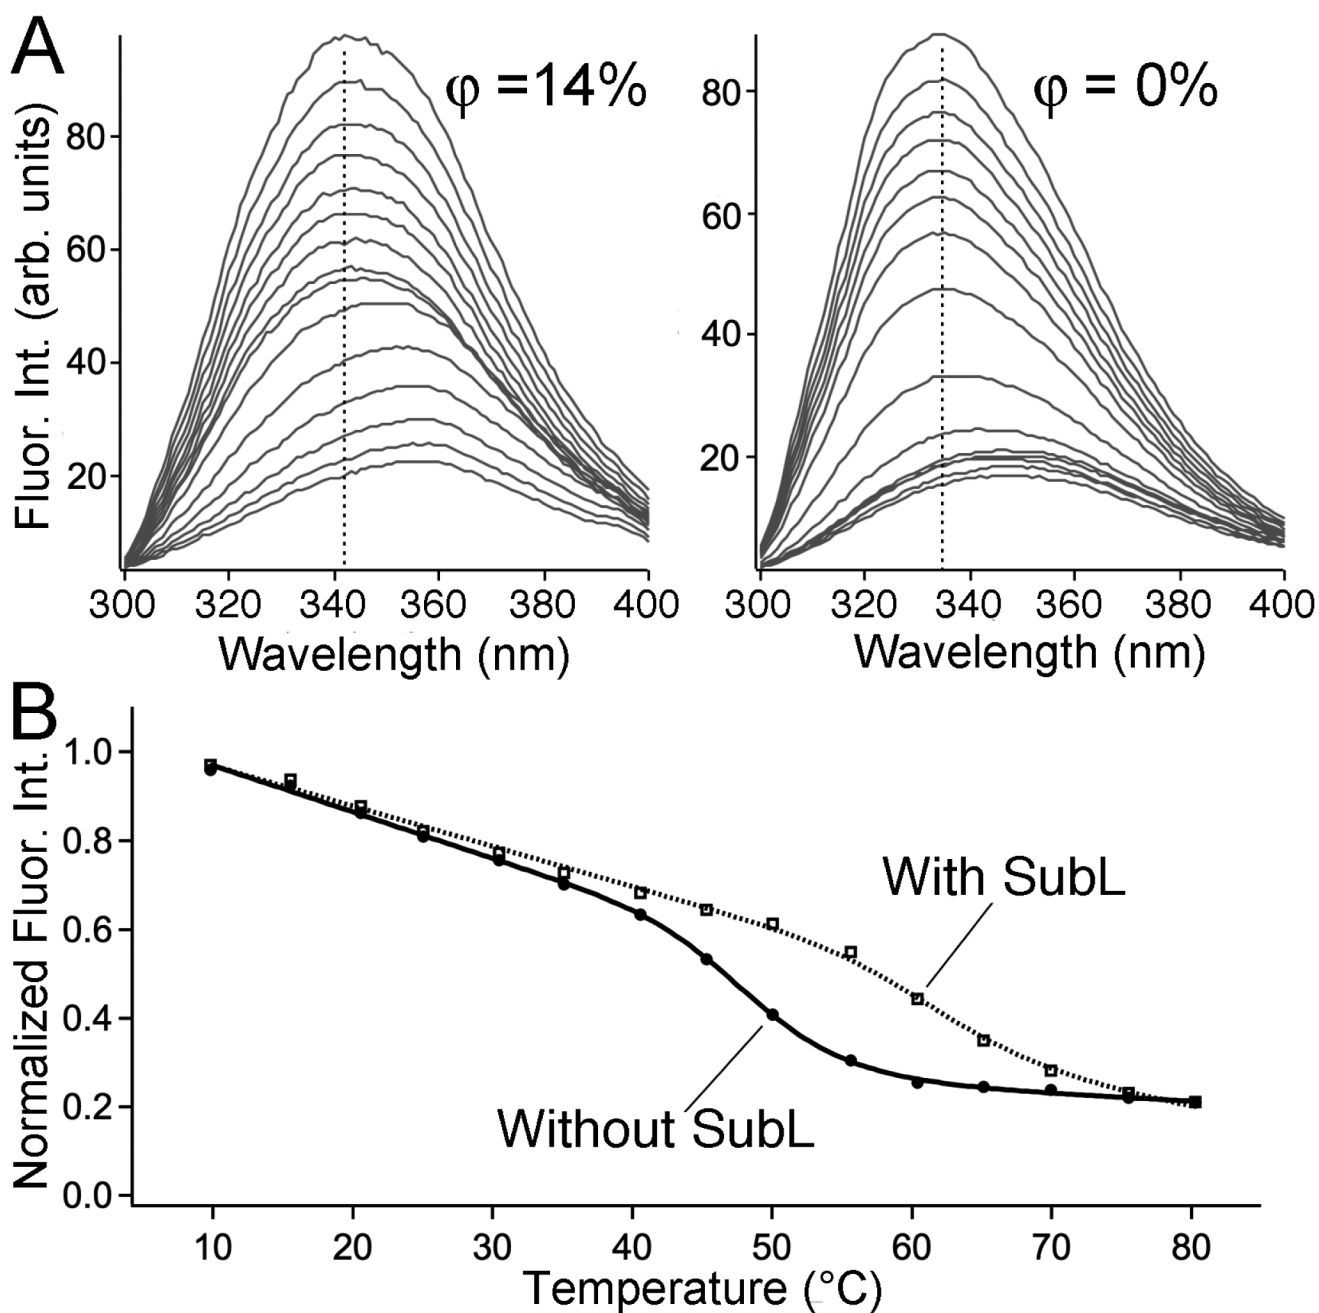 A
φ =14%
φ = 0%
Fluor. Int. (arb. units)
80
60
40
20
80
60
40
20
300 320 340 360 380 400
300 320 340 360 380 400
Wavelength (nm)
Wavelength (nm)
B
Normalized Fluor. Int.
1.0
0.8
0.6
0.4
0.2
0.0
With SubL
Without SubL
10 20 30 40 50 60 70 80
Temperature (°C)